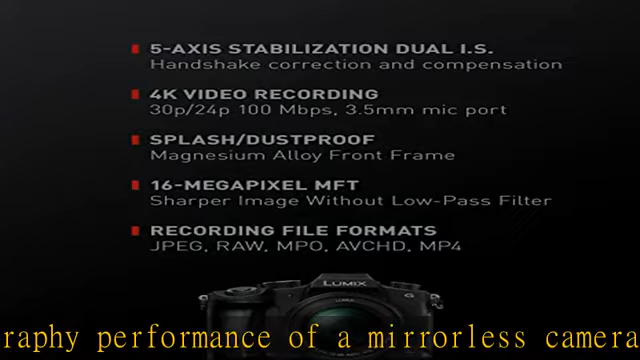 5-AXIS STABILIZATION DUAL I.S.
Handshake correction and compensation
4K VIDEO RECORDING
30p/24p 100 Mbps, 3.5mm mic port
SPLASH/DUSTPROOF
Magnesium Alloy Front Frame
16-MEGAPIXEL MFT
Sharper Image Without Low-Pass Filter
RECORDING FILE FORMATS
JPEG, RAW, MPO, AVCHD, MP4
LUMIX
G
LUMIX
raphy performance of a mirrorless camera